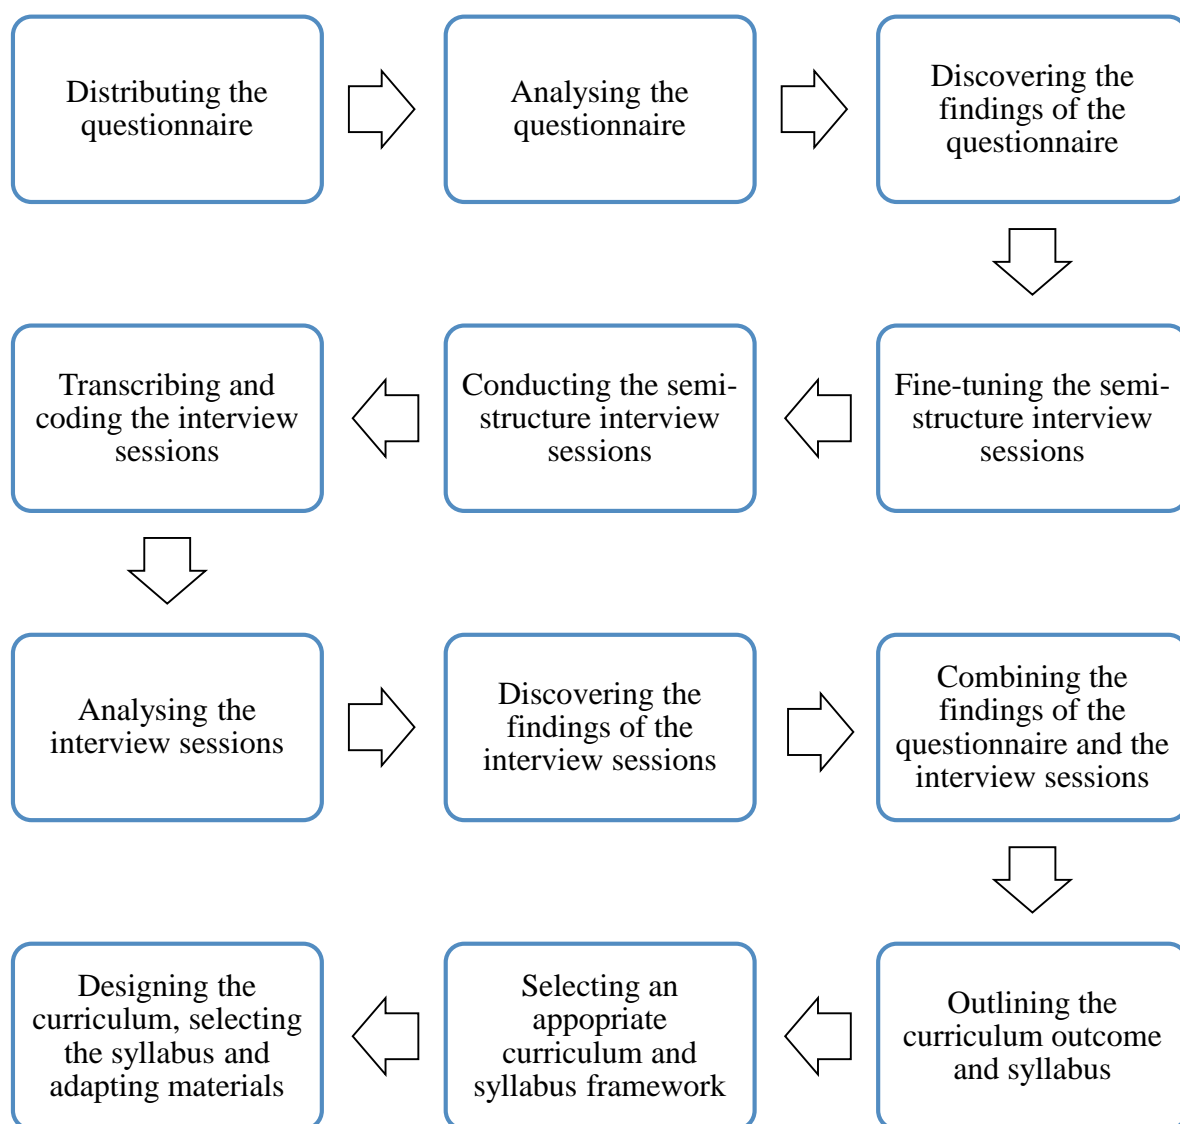 Distributing the
questionnaire
Analysing the
questionnaire
Discovering the
findings of the
questionnaire
Fine-tuning the semi-
structure interview
sessions
Conducting the semi-
structure interview
sessions
Transcribing and
coding the interview
sessions
Analysing the
interview sessions
Discovering the
findings of the
interview sessions
Combining the
findings of the
questionnaire and the
interview sessions
Outlining the
curriculum outcome
and syllabus
Selecting an
appopriate
curriculum and
syllabus framework
Designing the
curriculum, selecting
the syllabus and
adapting materials